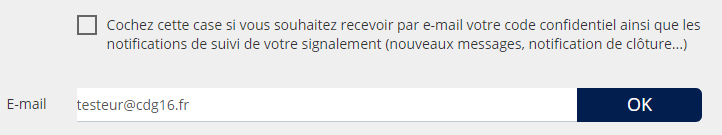 Cochez cette case si vous souhaitez recevoir par e-mail votre code confidentiel ainsi que les
notifications de suivi de votre signalement (nouveaux messages, notification de clôture...)
E-mail testeur@cdg16.fr OK